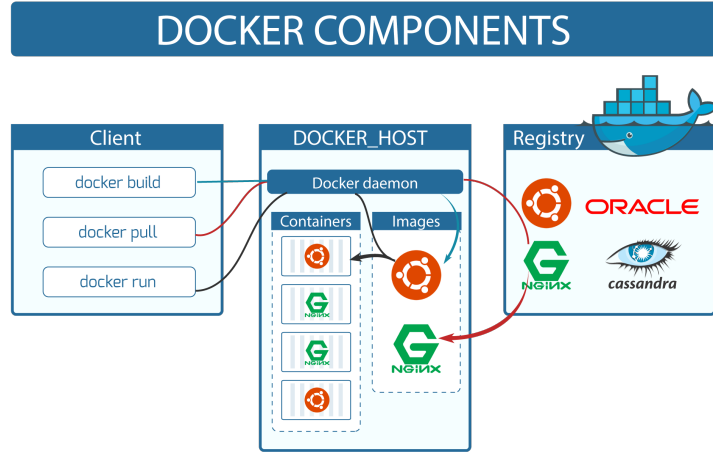 DOCKER COMPONENTS
Client
docker build
docker pull
docker run
DOCKER_HOST
Docker daemon
Containers
Images
NGiNX
NGiNX
NGiNX
Registry
ORACLE
NGiNX
cassandra